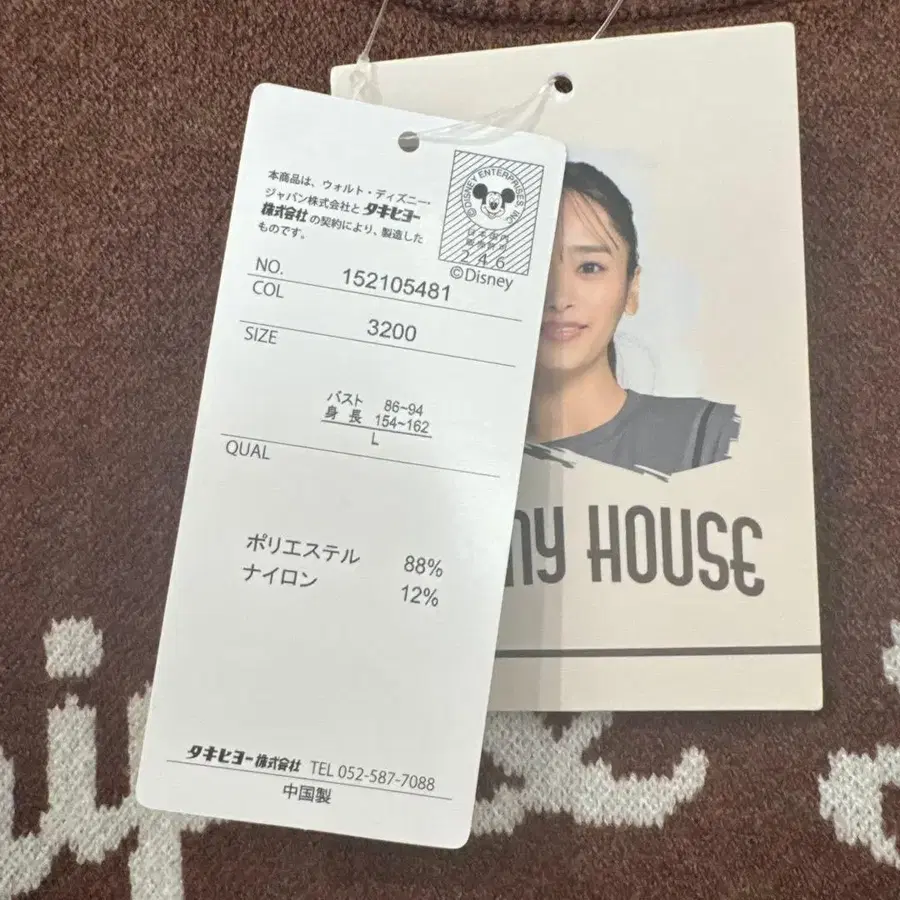 本商品は、ウォルト・ディズニー・
ジャパン株式会社と タキヒヨー
株式会社 の契約により、製造した
ものです。
©DISNEY ENTERPRISES INC
日本国内
販売許諾
246
©Disney
NO. 152105481
COL 3200
SIZE
バスト 86~94
身長 154~162
L
QUAL
ポリエステル 88%
ナイロン 12%
タキヒヨー株式会社 TEL 052-587-7088
中国製
NY HOUSE